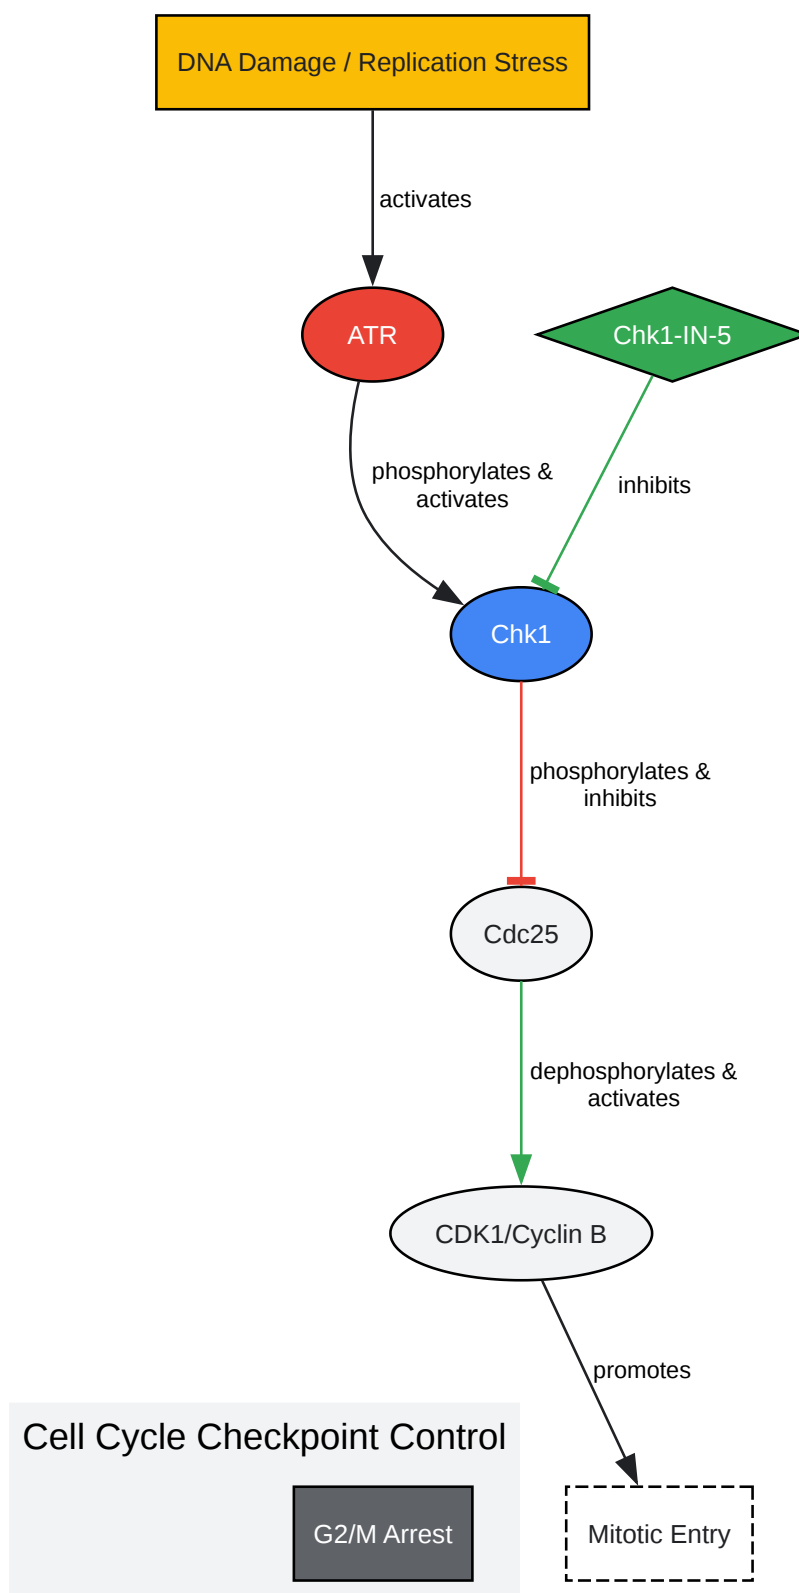 DNA Damage / Replication Stress
activates
ATR
Chk1-IN-5
phosphorylates &
activates
inhibits
Chk1
phosphorylates &
inhibits
Cdc25
dephosphorylates &
activates
CDK1/Cyclin B
promotes
Cell Cycle Checkpoint Control
G2/M Arrest
Mitotic Entry